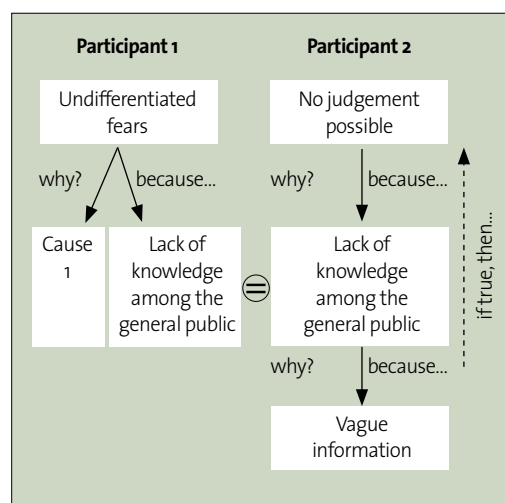 Participant 1
Participant 2
Undifferentiated
fears
No judgement
possible
why?
because...
why?
because...
Cause
1
Lack of
knowledge
among the
general public
=
Lack of
knowledge
among the
general public
if true, then...
why?
because...
Vague
information